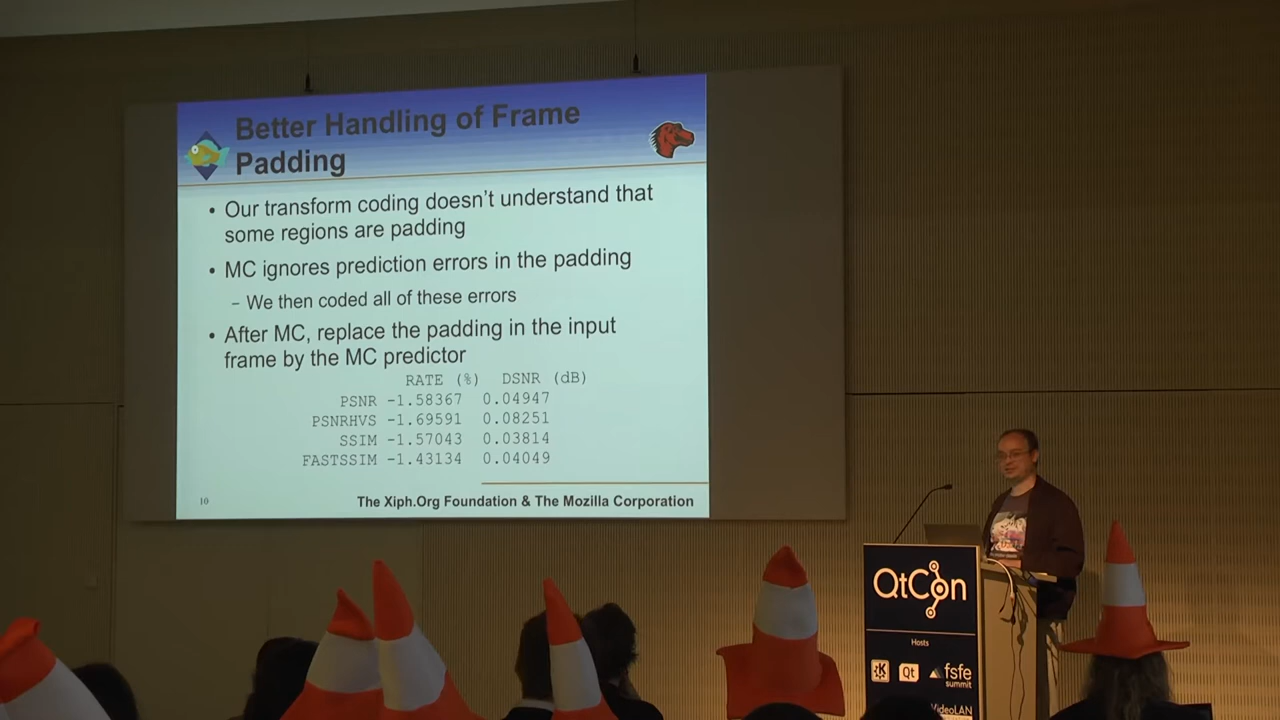 Better Handling of Frame
Padding
• Our transform coding doesn't understand that
some regions are padding
• MC ignores prediction errors in the padding
– We then coded all of these errors
• After MC, replace the padding in the input
frame by the MC predictor
RATE (%) DSNR (dB)
PSNR -1.58367 0.04947
PSNRHVS -1.69591 0.08251
SSIM -1.57043 0.03814
FASTSSIM -1.43134 0.04049
10
The Xiph.Org Foundation & The Mozilla Corporation
QtCon
Hosts
K Qt fsfe
summit
VideoLAN